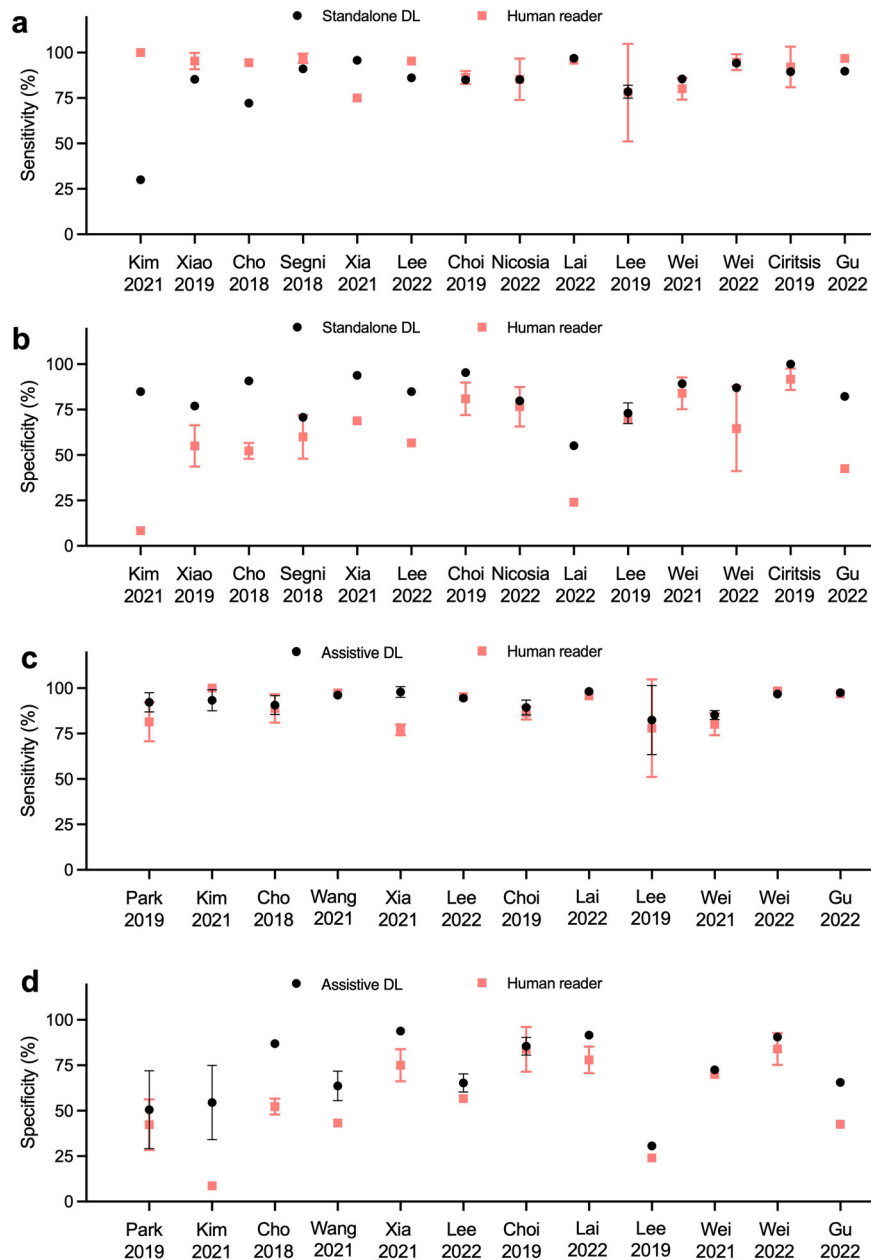 a
Standalone DL
Human reader
Sensitivity (%)
100
75
50
25
0
Kim Xiao Cho Segni Xia Lee Choi Nicosia Lai Lee Wei Wei Ciritsis Gu
2021 2019 2018 2018 2021 2022 2019 2022 2022 2019 2021 2022 2019 2022
b
Standalone DL
Human reader
Specificity (%)
100
75
50
25
0
Kim Xiao Cho Segni Xia Lee Choi Nicosia Lai Lee Wei Wei Ciritsis Gu
2021 2019 2018 2018 2021 2022 2019 2022 2022 2019 2021 2022 2019 2022
c
Assistive DL
Human reader
Sensitivity (%)
100
75
50
25
0
Park Kim Cho Wang Xia Lee Choi Lai Lee Wei Wei Gu
2019 2021 2018 2021 2021 2022 2019 2022 2019 2021 2022 2022
d
Assistive DL
Human reader
Specificity (%)
100
75
50
25
0
Park Kim Cho Wang Xia Lee Choi Lai Lee Wei Wei Gu
2019 2021 2018 2021 2021 2022 2019 2022 2019 2021 2022 2022